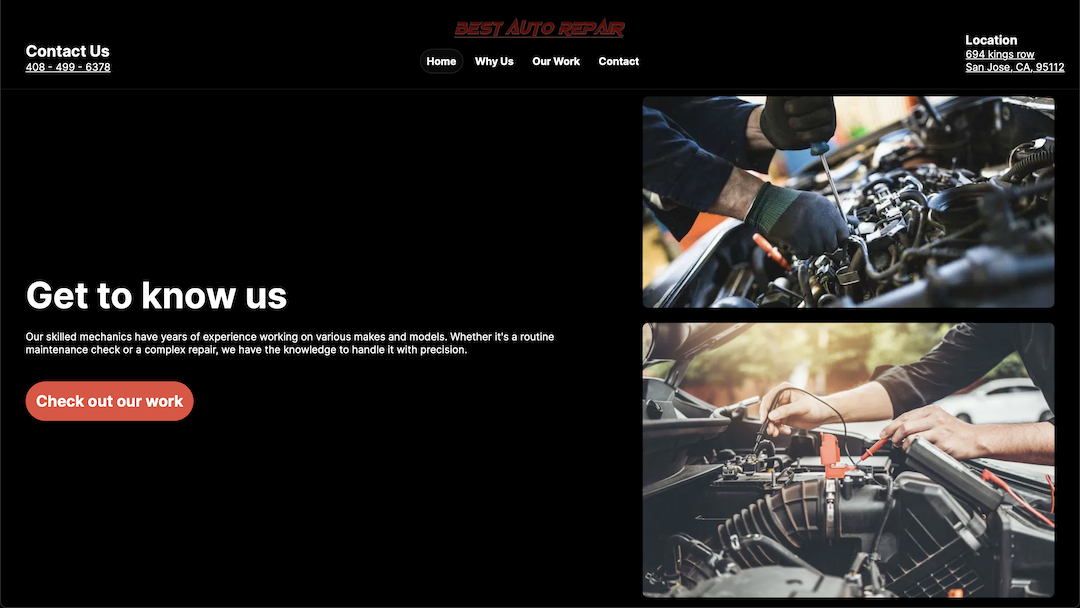 BEST AUTO REPAIR
Contact Us
408 - 499 - 6378
Home
Why Us
Our Work
Contact
Location
694 kings row
San Jose, CA, 95112
Get to know us
Our skilled mechanics have years of experience working on various makes and models. Whether it's a routine
maintenance check or a complex repair, we have the knowledge to handle it with precision.
Check out our work